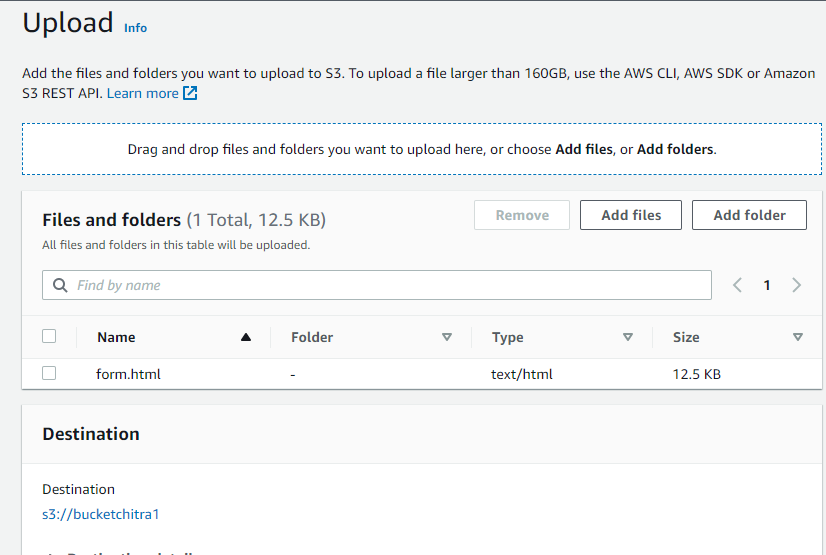 Upload Info
Add the files and folders you want to upload to S3. To upload a file larger than 160GB, use the AWS CLI, AWS SDK or Amazon
S3 REST API. Learn more
Drag and drop files and folders you want to upload here, or choose Add files, or Add folders.
Files and folders (1 Total, 12.5 KB)
Remove
Add files
Add folder
All files and folders in this table will be uploaded.
Find by name
1
Name Folder Type Size
form.html - text/html 12.5 KB
Destination
Destination
s3://bucketchitra1